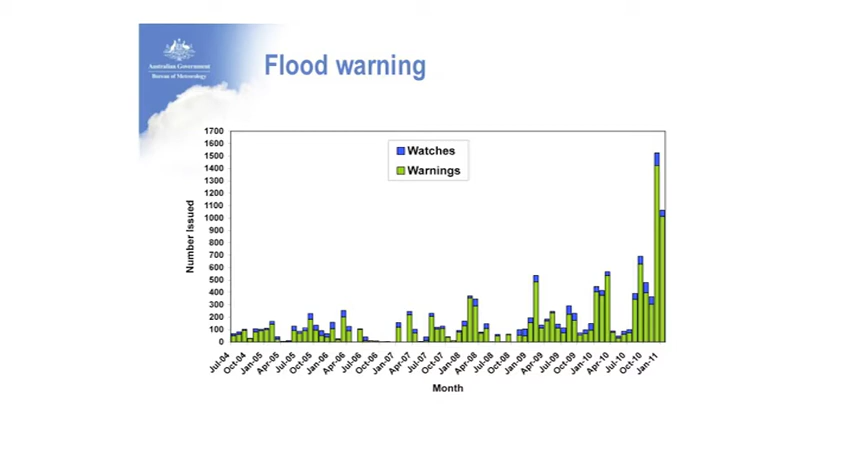 Australian Government
Bureau of Meteorology
Flood warning
1700
1600
1500
1400
1300
1200
1100
1000
900
800
700
600
500
400
300
200
100
0
Number Issued
Watches
Warnings
Jul-04
Oct-04
Jan-05
Apr-05
Jul-05
Oct-05
Jan-06
Apr-06
Jul-06
Oct-06
Jan-07
Apr-07
Jul-07
Oct-07
Jan-08
Apr-08
Jul-08
Oct-08
Jan-09
Apr-09
Jul-09
Oct-09
Jan-10
Apr-10
Jul-10
Oct-10
Jan-11
Month